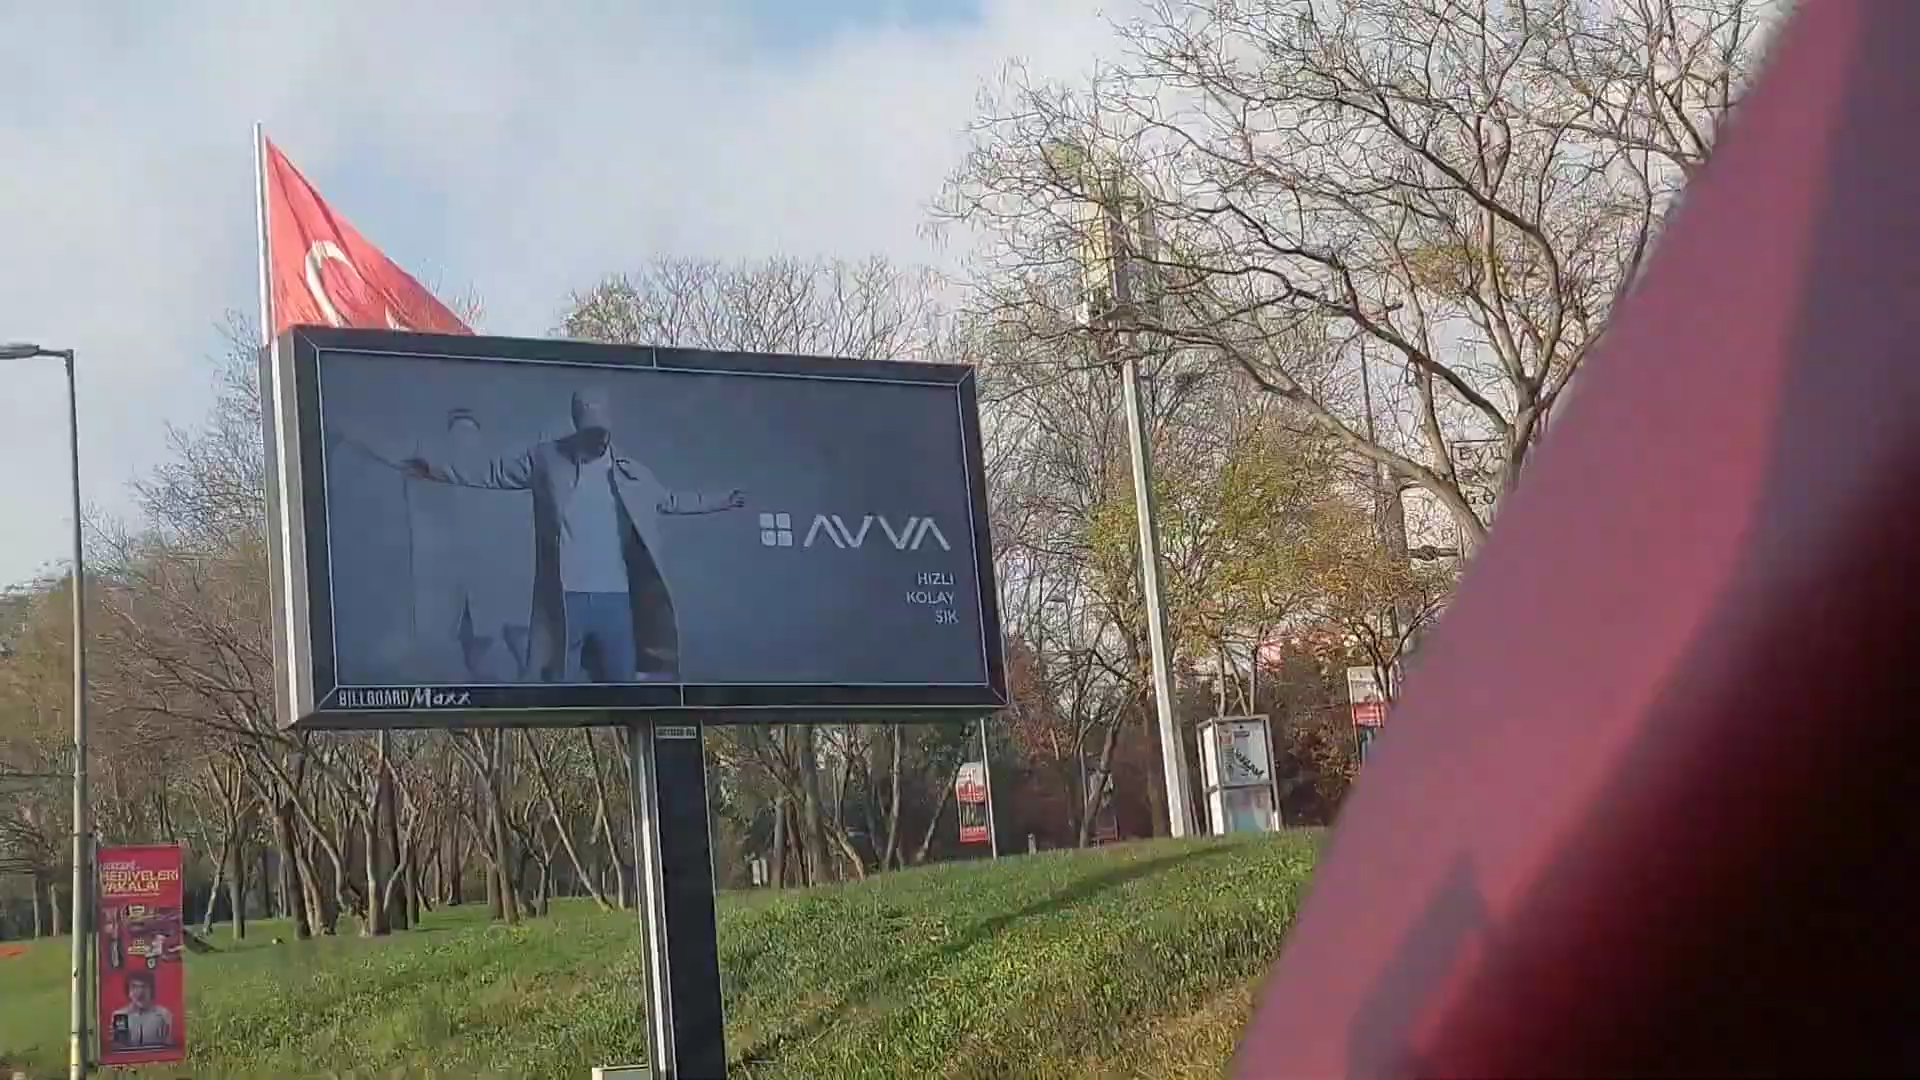 AVVA
HIZLI
KOLAY
ŞIK
BILLBOARD Maxx
HEDİYELERİ
YAKALA!